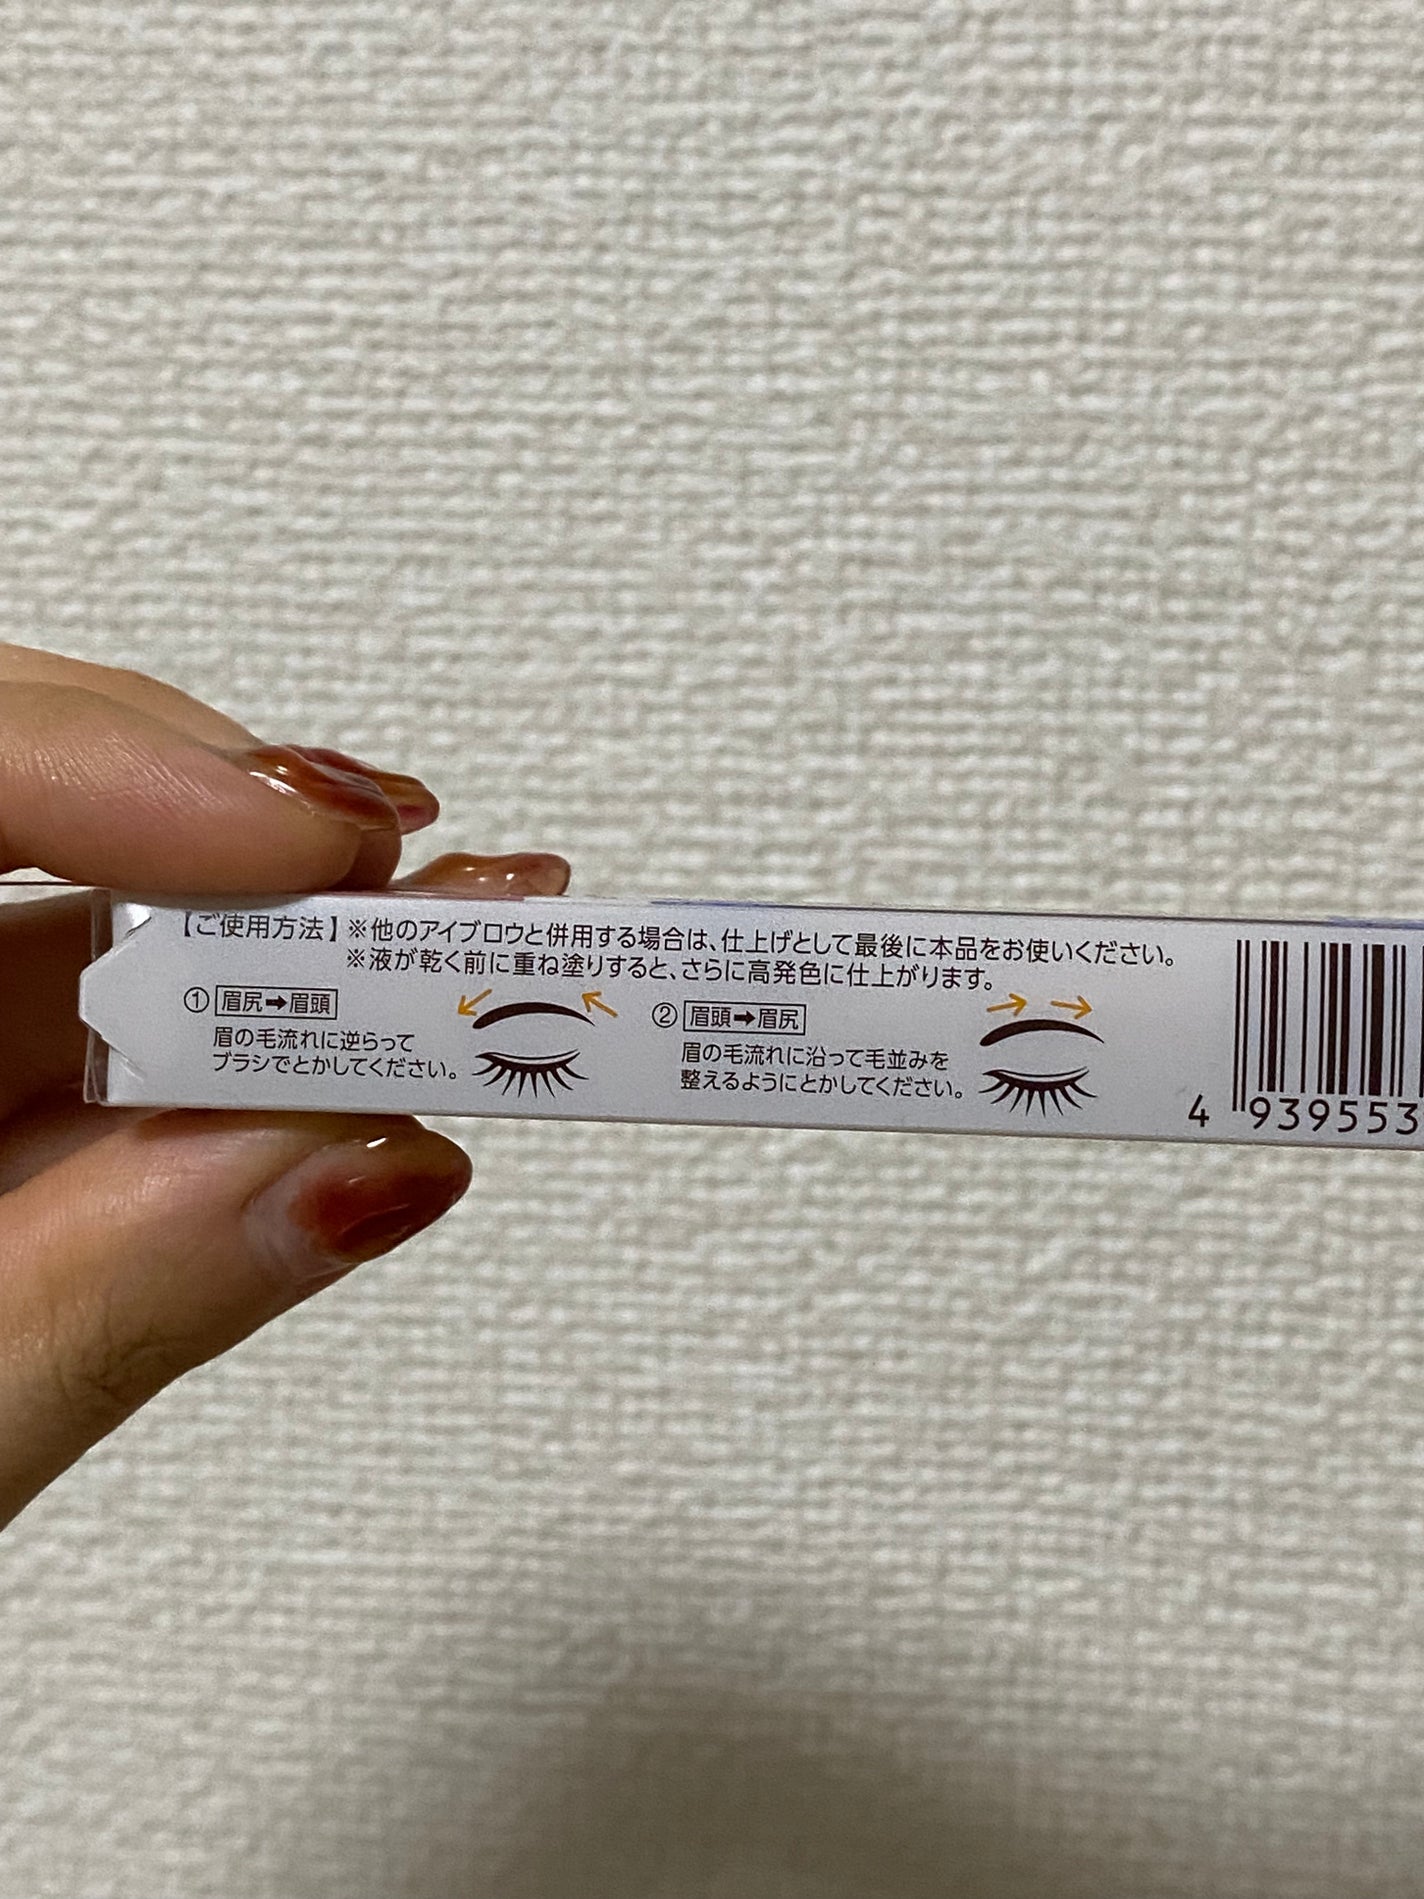 【ご使用方法】※他のアイブロウと併用する場合は、仕上げとして最後に本品をお使いください。
※液が乾く前に重ね塗りすると、さらに高発色に仕上がります。
① 眉尻➡眉頭
眉の毛流れに逆らって
ブラシでとかしてください。
② 眉頭➡眉尻
眉の毛流れに沿って毛並みを
整えるようにとかしてください。
4 939553